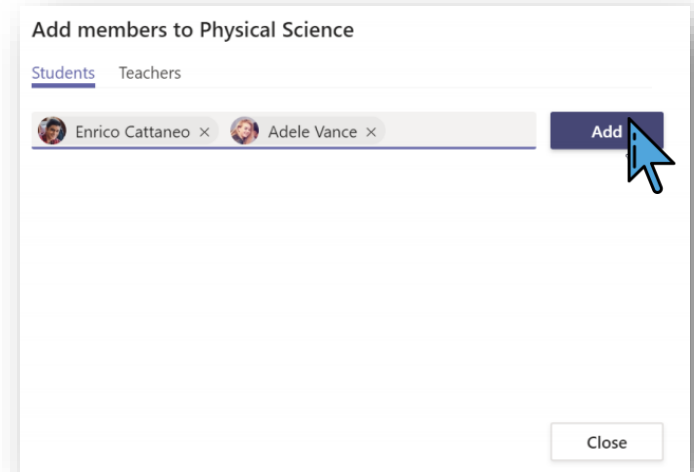 Add members to Physical Science
Students Teachers
Enrico Cattaneo × Adele Vance × Add
Close